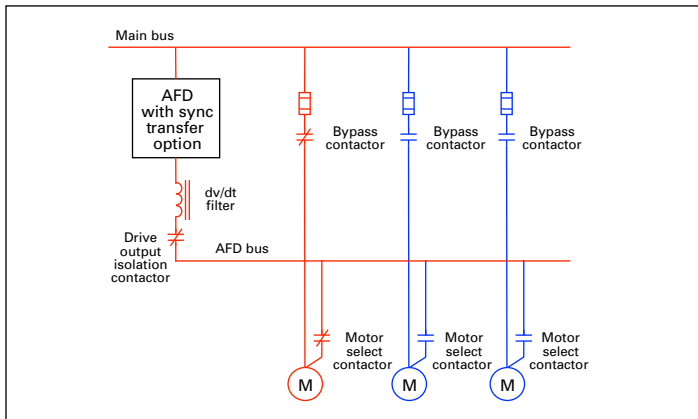 Main bus
AFD
with sync
transfer
option
Bypass
contactor
Bypass
contactor
Bypass
contactor
dv/dt
filter
Drive
output
isolation
contactor
AFD bus
Motor
select
contactor
Motor
select
contactor
Motor
select
contactor
M
M
M